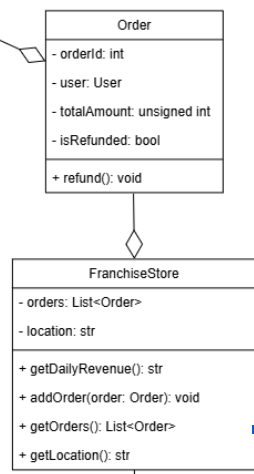 Order
- orderId: int
- user: User
- totalAmount: unsigned int
- isRefunded: bool
+ refund(): void
FranchiseStore
- orders: List<Order>
- location: str
+ getDailyRevenue(): str
+ addOrder(order: Order): void
+ getOrders(): List<Order>
+ getLocation(): str